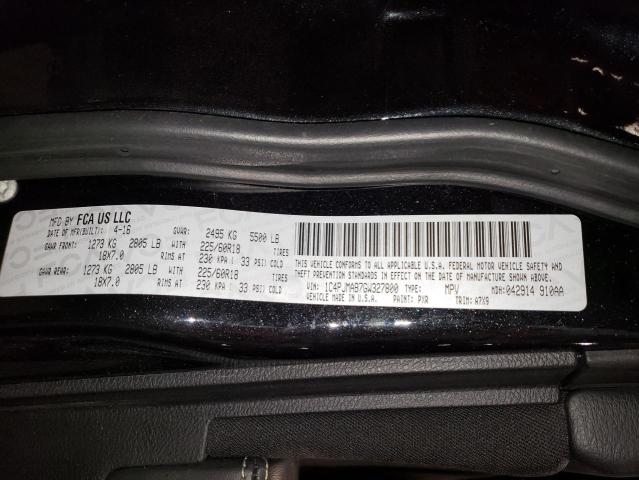 MFD BY FCA US LLC
DATE OF MFR(BUILT): 4-16 GVWR: 2495 KG 5500 LB
GAWR FRONT: 1273 KG 2805 LB WITH 225/60R18 TIRES
18X7.0 RIMS AT 230 KPA ( 33 PSI) COLD
GAWR REAR: 1273 KG 2805 LB WITH 225/60R18 TIRES
18X7.0 RIMS AT 230 KPA ( 33 PSI) COLD
THIS VEHICLE CONFORMS TO ALL APPLICABLE U.S.A. FEDERAL MOTOR VEHICLE SAFETY AND
THEFT PREVENTION STANDARDS IN EFFECT ON THE DATE OF MANUFACTURE SHOWN ABOVE.
VIN: 1C4PJMAB7GW327800 TYPE: MPV MDH: 042914 910AA
VEHICLE MADE IN U.S.A. PAINT: PXR TRIM: A7X9